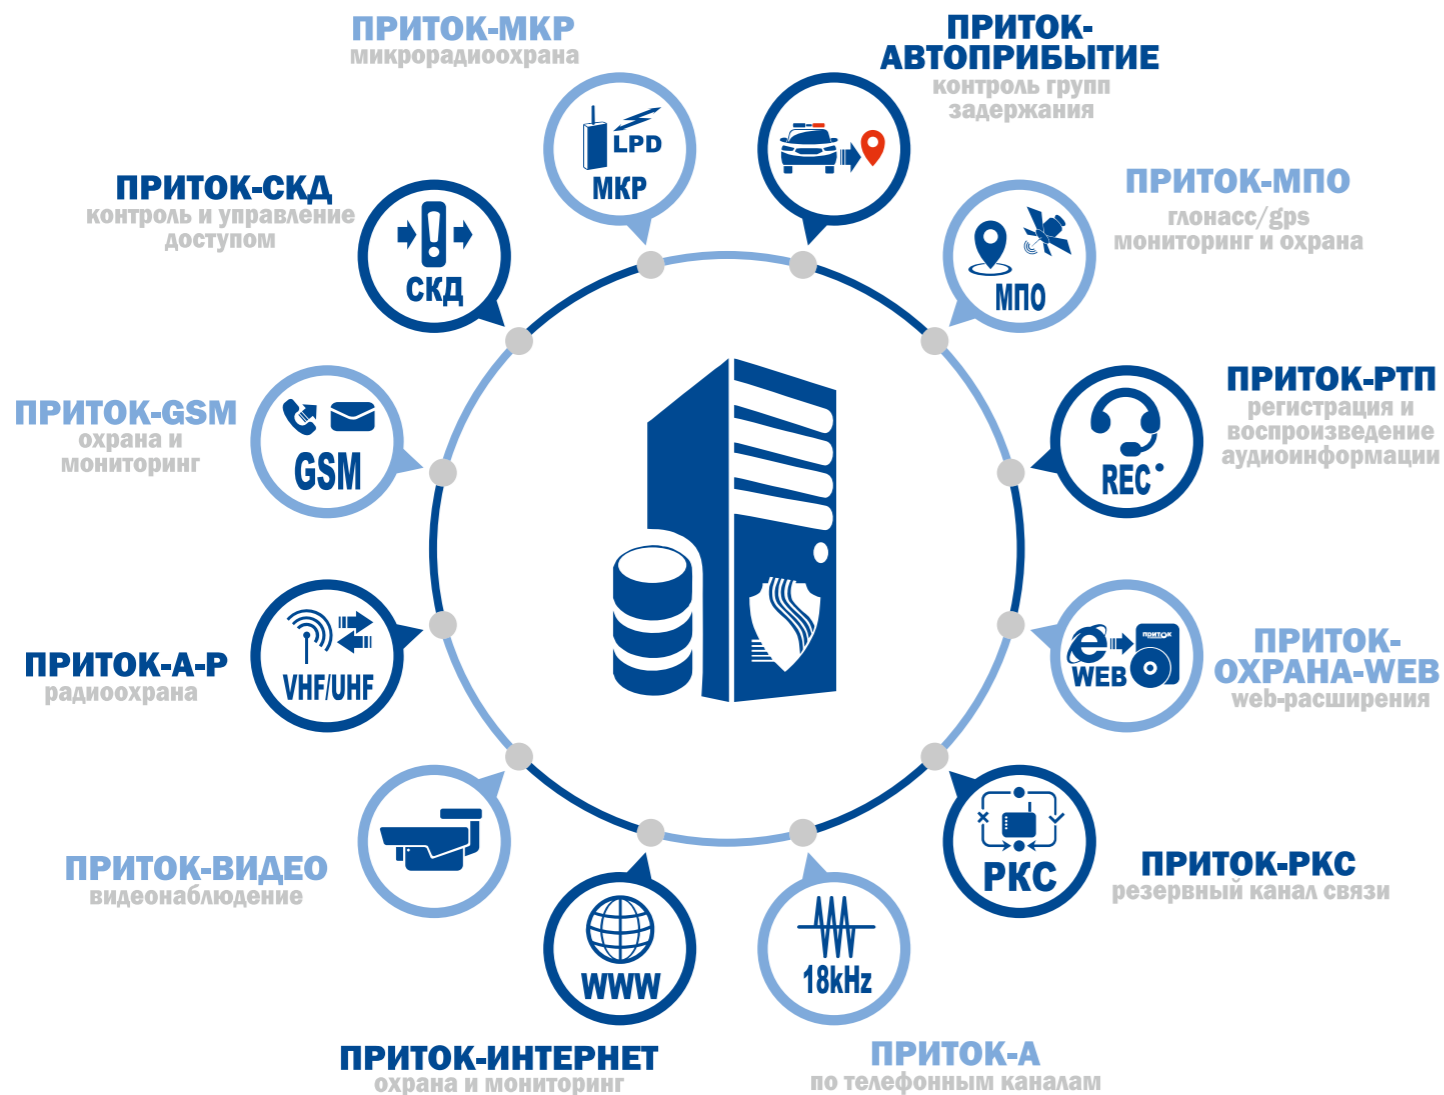 ПРИТОК-МКР
микрорадиоохрана
LPD
МКР
ПРИТОК-
АВТОПРИБЫТИЕ
контроль групп
задержания
ПРИТОК-МПО
глонасс/gps
мониторинг и охрана
МПО
ПРИТОК-РТП
регистрация и
воспроизведение
аудиоинформации
REC
ПРИТОК-
ОХРАНА-WEB
web-расширения
WEB
ПРИТОК
ПРИТОК-РКС
резервный канал связи
РКС
ПРИТОК-А
по телефонным каналам
18kHz
ПРИТОК-ИНТЕРНЕТ
охрана и мониторинг
WWW
ПРИТОК-ВИДЕО
видеонаблюдение
ПРИТОК-А-Р
радиоохрана
VHF/UHF
ПРИТОК-GSM
охрана и
мониторинг
GSM
ПРИТОК-СКД
контроль и управление
доступом
СКД